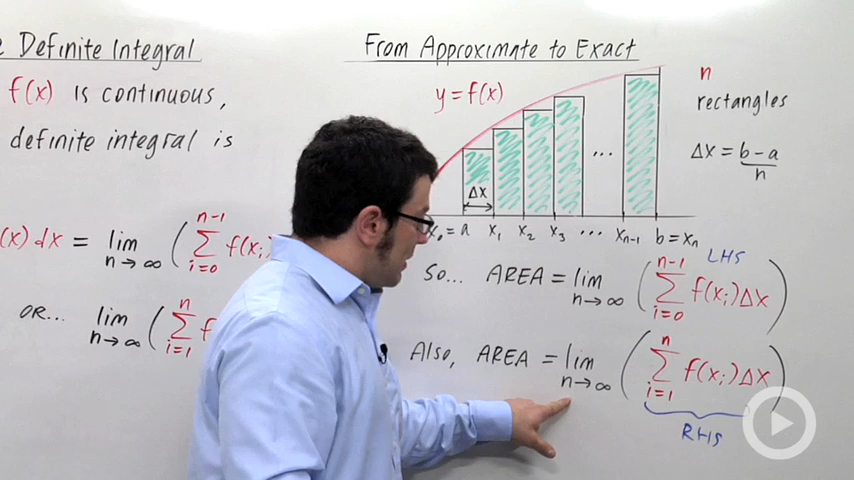 Definite Integral
f(x) is continuous,
definite integral is
(x) dx = lim n→∞ ( n-1 ∑ i=0 f(x
OR... lim n→∞ ( n ∑ i=1 f
From Approximate to Exact
y = f(x)
n
rectangles
Δx = b-a / n
Δx
x₀ = a x₁ x₂ x₃ ... xₙ₋₁ b = xₙ
...
LHS
So... AREA = lim n→∞ ( n-1 ∑ i=0 f(xᵢ)Δx )
Also, AREA = lim n→∞ ( n ∑ i=1 f(xᵢ)Δx )
RHS